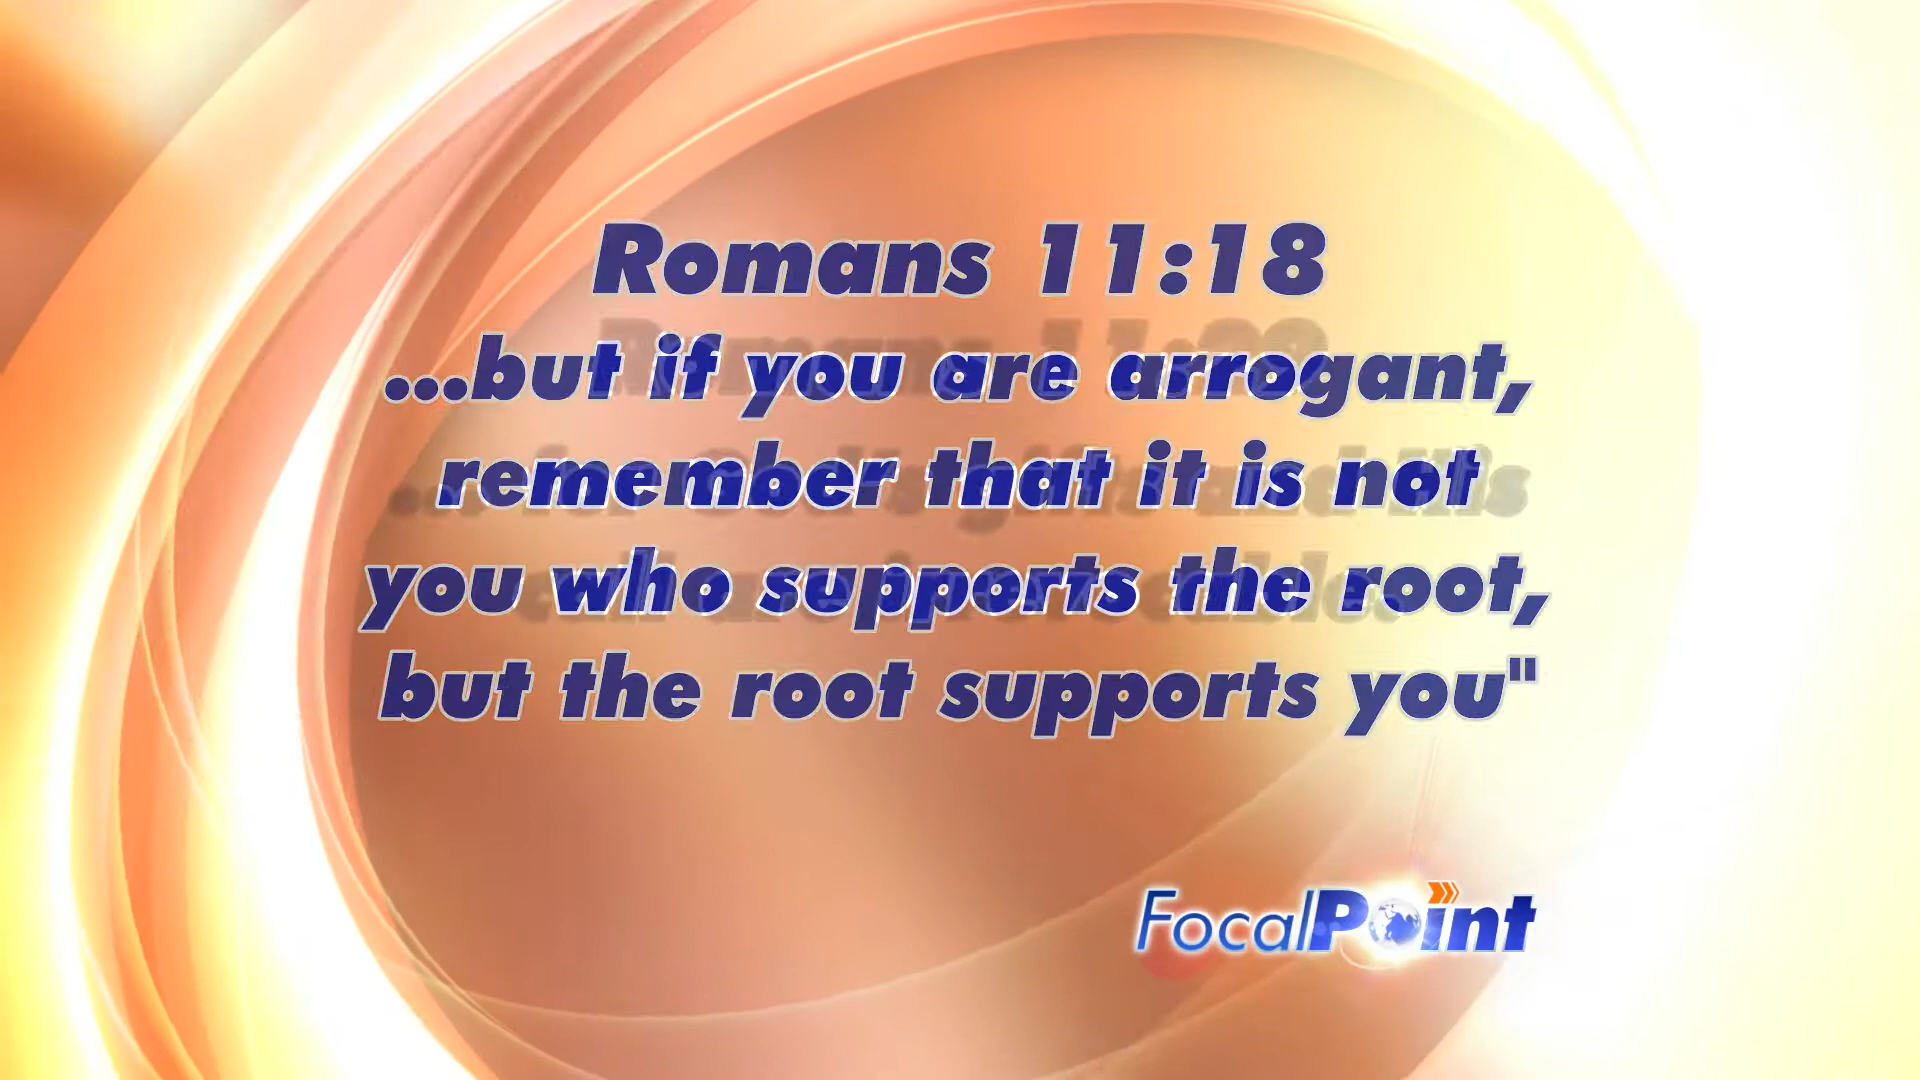 Romans 11:18
...but if you are arrogant,
remember that it is not
you who supports the root,
but the root supports you"
FocalPoint